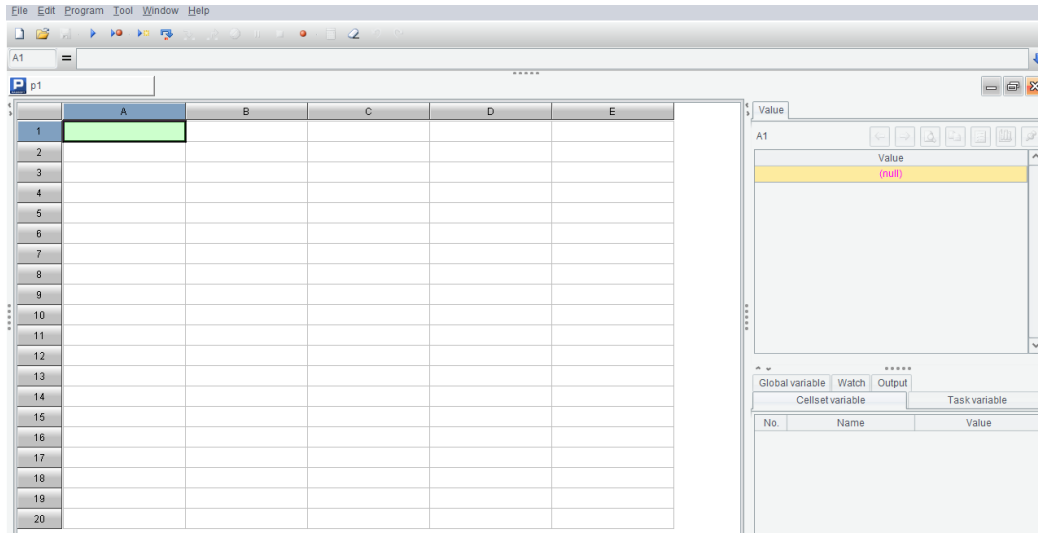 File Edit Program Tool Window Help
A1 =
P p1
A B C D E
Value
1
A1
2
Value
3
(null)
4
5
6
7
8
9
10
11
12
13
Global variable Watch Output
14
Cellset variable Task variable
15
No. Name Value
16
17
18
19
20